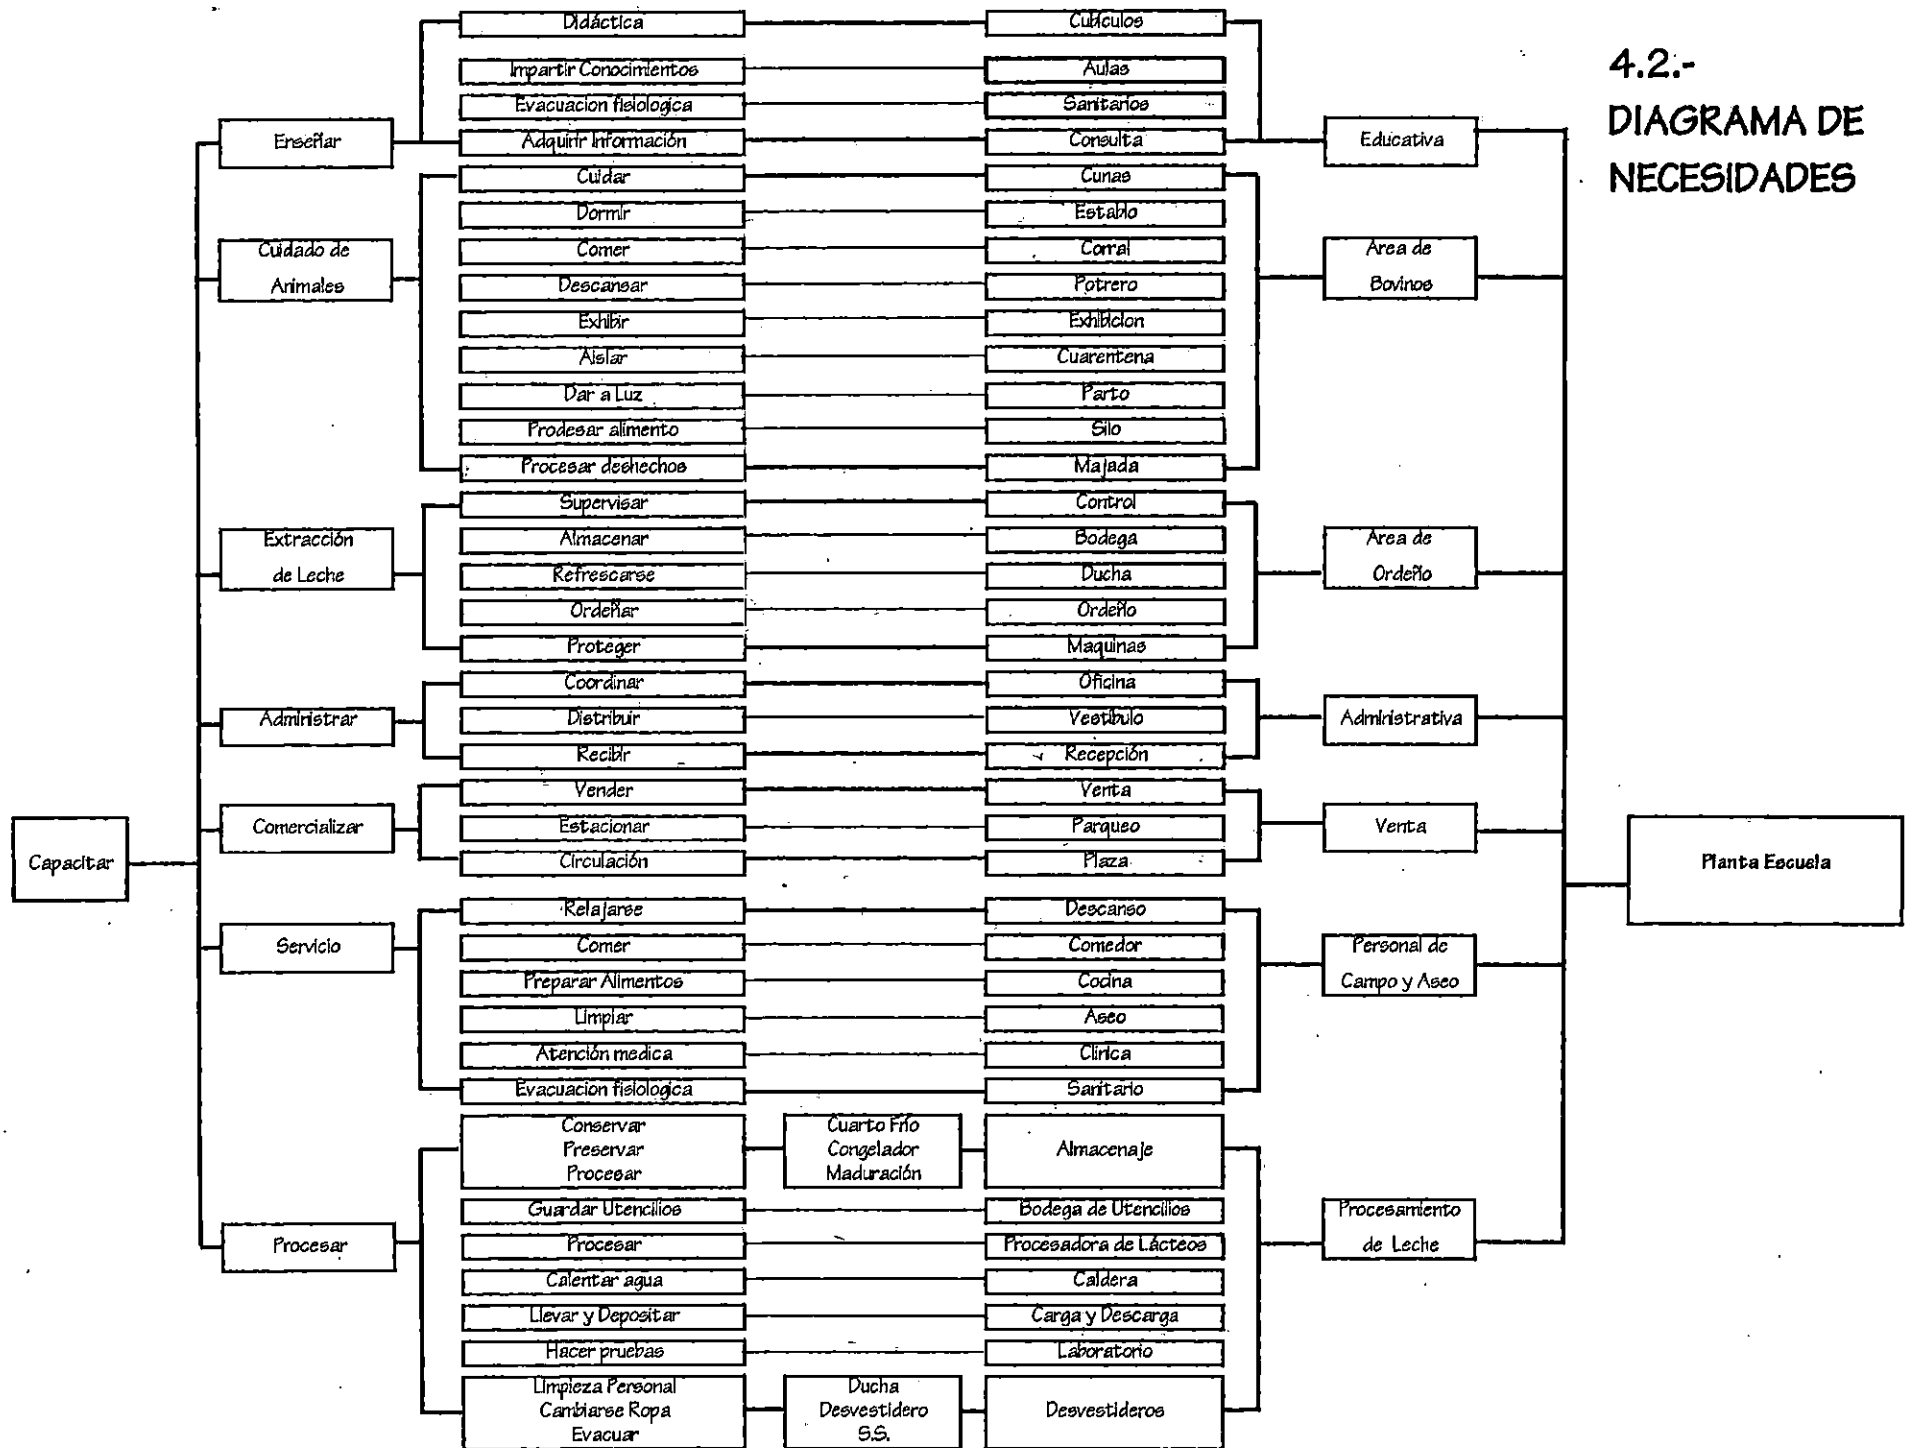 4.2.-
DIAGRAMA DE
NECESIDADES
Capacitar
Enseñar
Didáctica
Cubículos
Impartir Conocimientos
Aulas
Evacuacion fisiologica
Sanitarios
Adquirir Información
Consulta
Educativa
Cuidado de
Animales
Cuidar
Cunas
Dormir
Establo
Comer
Corral
Descansar
Potrero
Exhibir
Exhibicion
Aislar
Cuarentena
Dar a Luz
Parto
Prodesar alimento
Silo
Procesar deshechos
Majada
Area de
Bovinos
Extracción
de Leche
Supervisar
Control
Almacenar
Bodega
Refrescarse
Ducha
Ordeñar
Ordeño
Proteger
Maquinas
Area de
Ordeño
Administrar
Coordinar
Oficina
Distribuir
Vestíbulo
Recibir
Recepción
Administrativa
Comercializar
Vender
Venta
Estacionar
Parqueo
Circulación
Plaza
Venta
Servicio
Relajarse
Descanso
Comer
Comedor
Preparar Alimentos
Cocina
Limpiar
Aseo
Atención medica
Clinica
Evacuacion fisiologica
Sanitario
Personal de
Campo y Aseo
Procesar
Conservar
Preservar
Procesar
Cuarto Frío
Congelador
Maduración
Almacenaje
Guardar Utencilios
Bodega de Utencilios
Procesar
Procesadora de Lácteos
Calentar agua
Caldera
Llevar y Depositar
Carga y Descarga
Hacer pruebas
Laboratorio
Limpieza Personal
Cambiarse Ropa
Evacuar
Ducha
Desvestidero
S.S.
Desvestideros
Procesamiento
de Leche
Planta Escuela